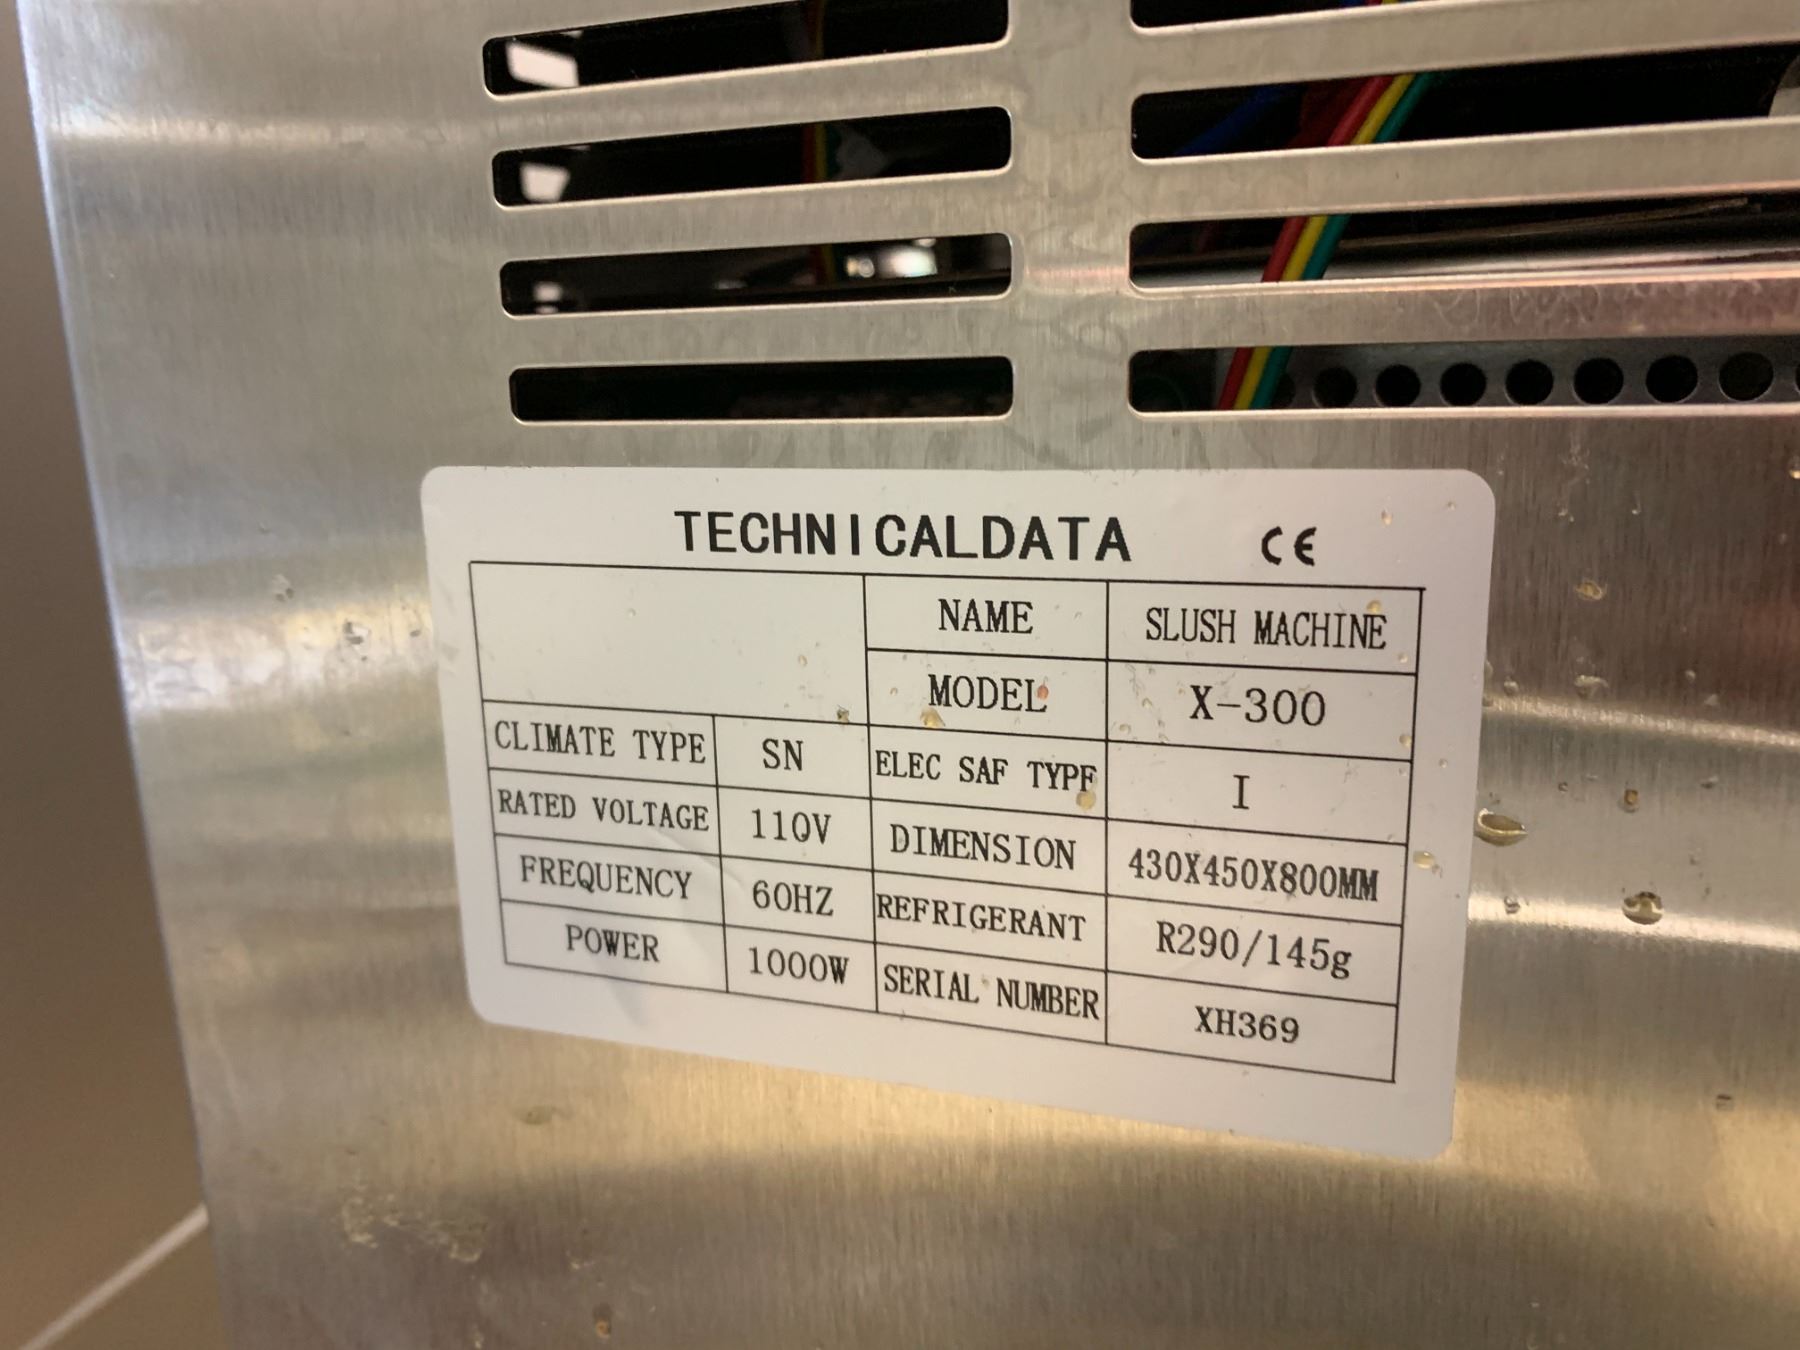 TECHNICALDATA CE
NAME SLUSH MACHINE
MODEL X-300
CLIMATE TYPE SN ELEC SAF TYPE I
RATED VOLTAGE 110V DIMENSION 430X450X800MM
FREQUENCY 60HZ REFRIGERANT R290/145g
POWER 1000W SERIAL NUMBER XH369